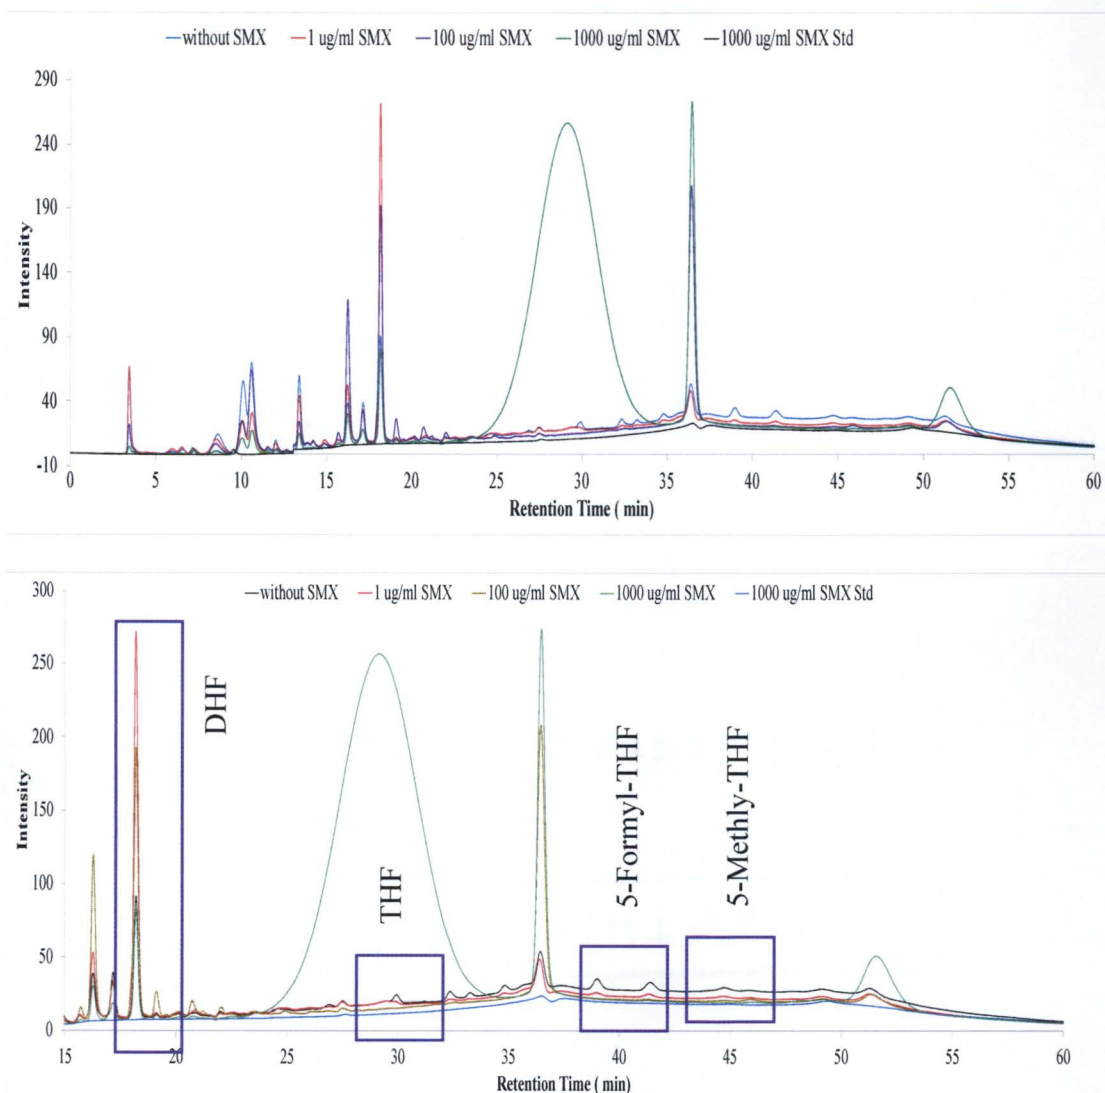 without SMX 1 ug/ml SMX 100 ug/ml SMX 1000 ug/ml SMX 1000 ug/ml SMX Std
290
240
190
140
90
40
-10
Intensity
0 5 10 15 20 25 30 35 40 45 50 55 60
Retention Time ( min)
without SMX 1 ug/ml SMX 100 ug/ml SMX 1000 ug/ml SMX 1000 ug/ml SMX Std
300
250
200
150
100
50
0
Intensity
DHF
THF
5-Formyl-THF
5-Methly-THF
15 20 25 30 35 40 45 50 55 60
Retention Time ( min)